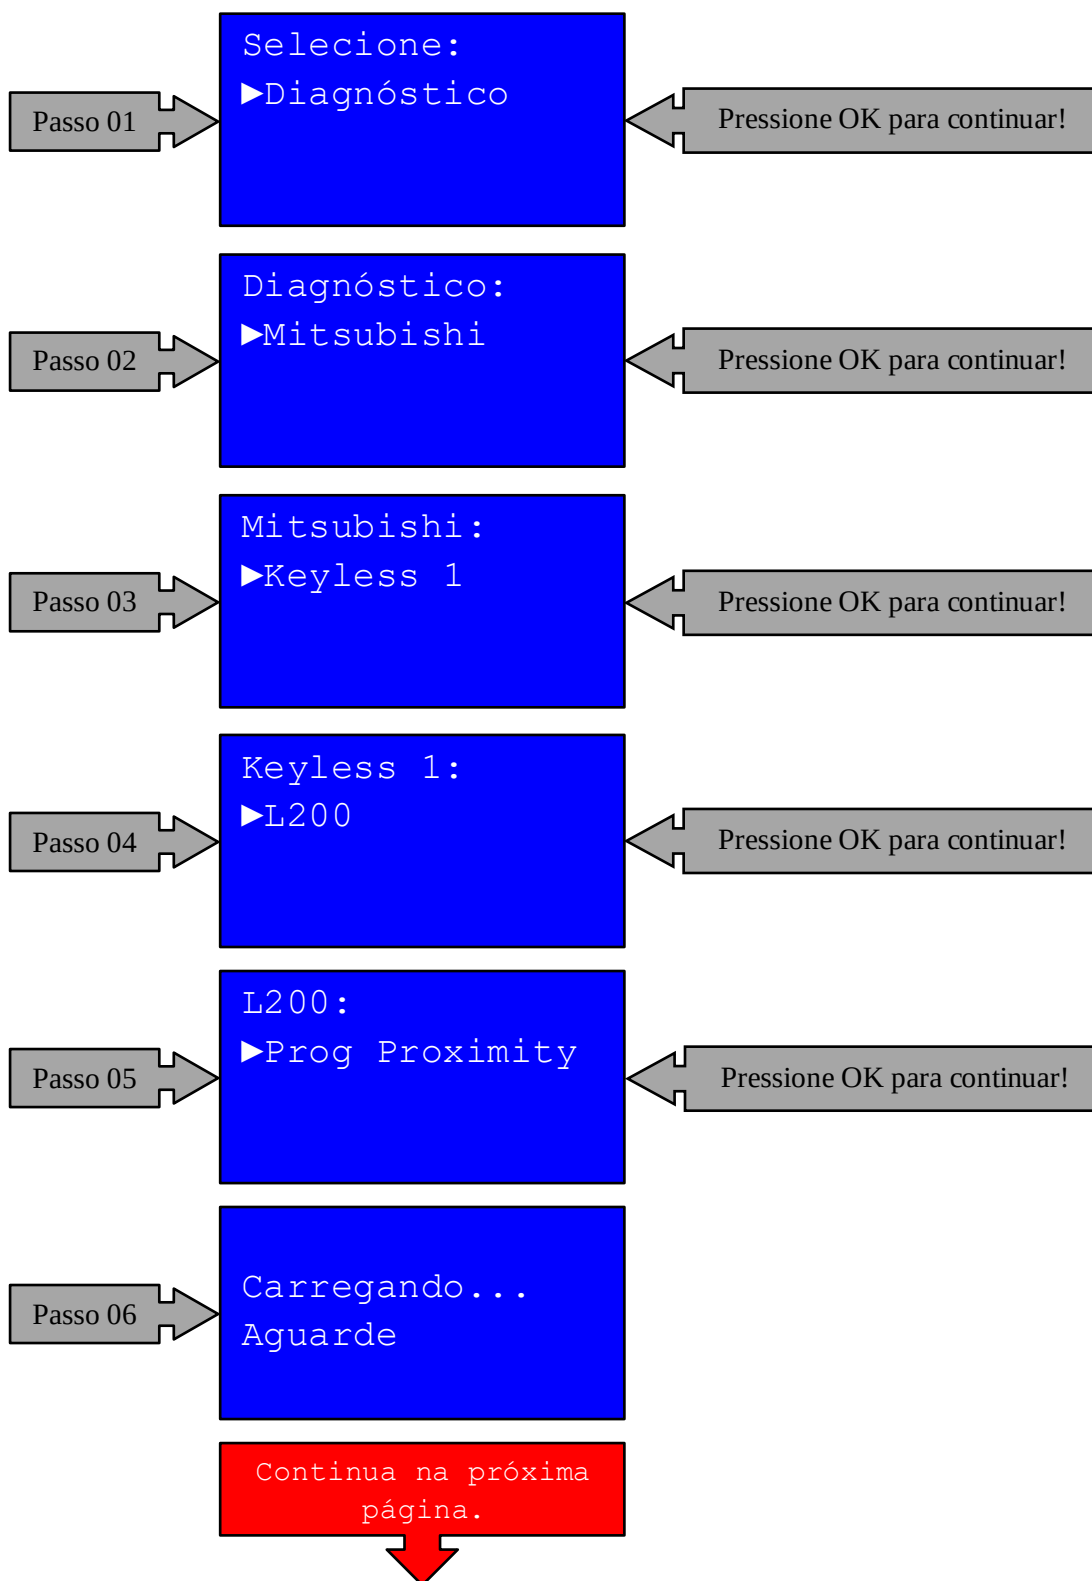 Selecione:
Passo 01
►Diagnóstico
Pressione OK para continuar!
Diagnóstico:
Passo 02
►Mitsubishi
Pressione OK para continuar!
Mitsubishi:
Passo 03
►Keyless 1
Pressione OK para continuar!
Keyless 1:
Passo 04
►L200
Pressione OK para continuar!
L200:
Passo 05
►Prog Proximity
Pressione OK para continuar!
Passo 06
Carregando...
Aguarde
Continua na próxima
página.